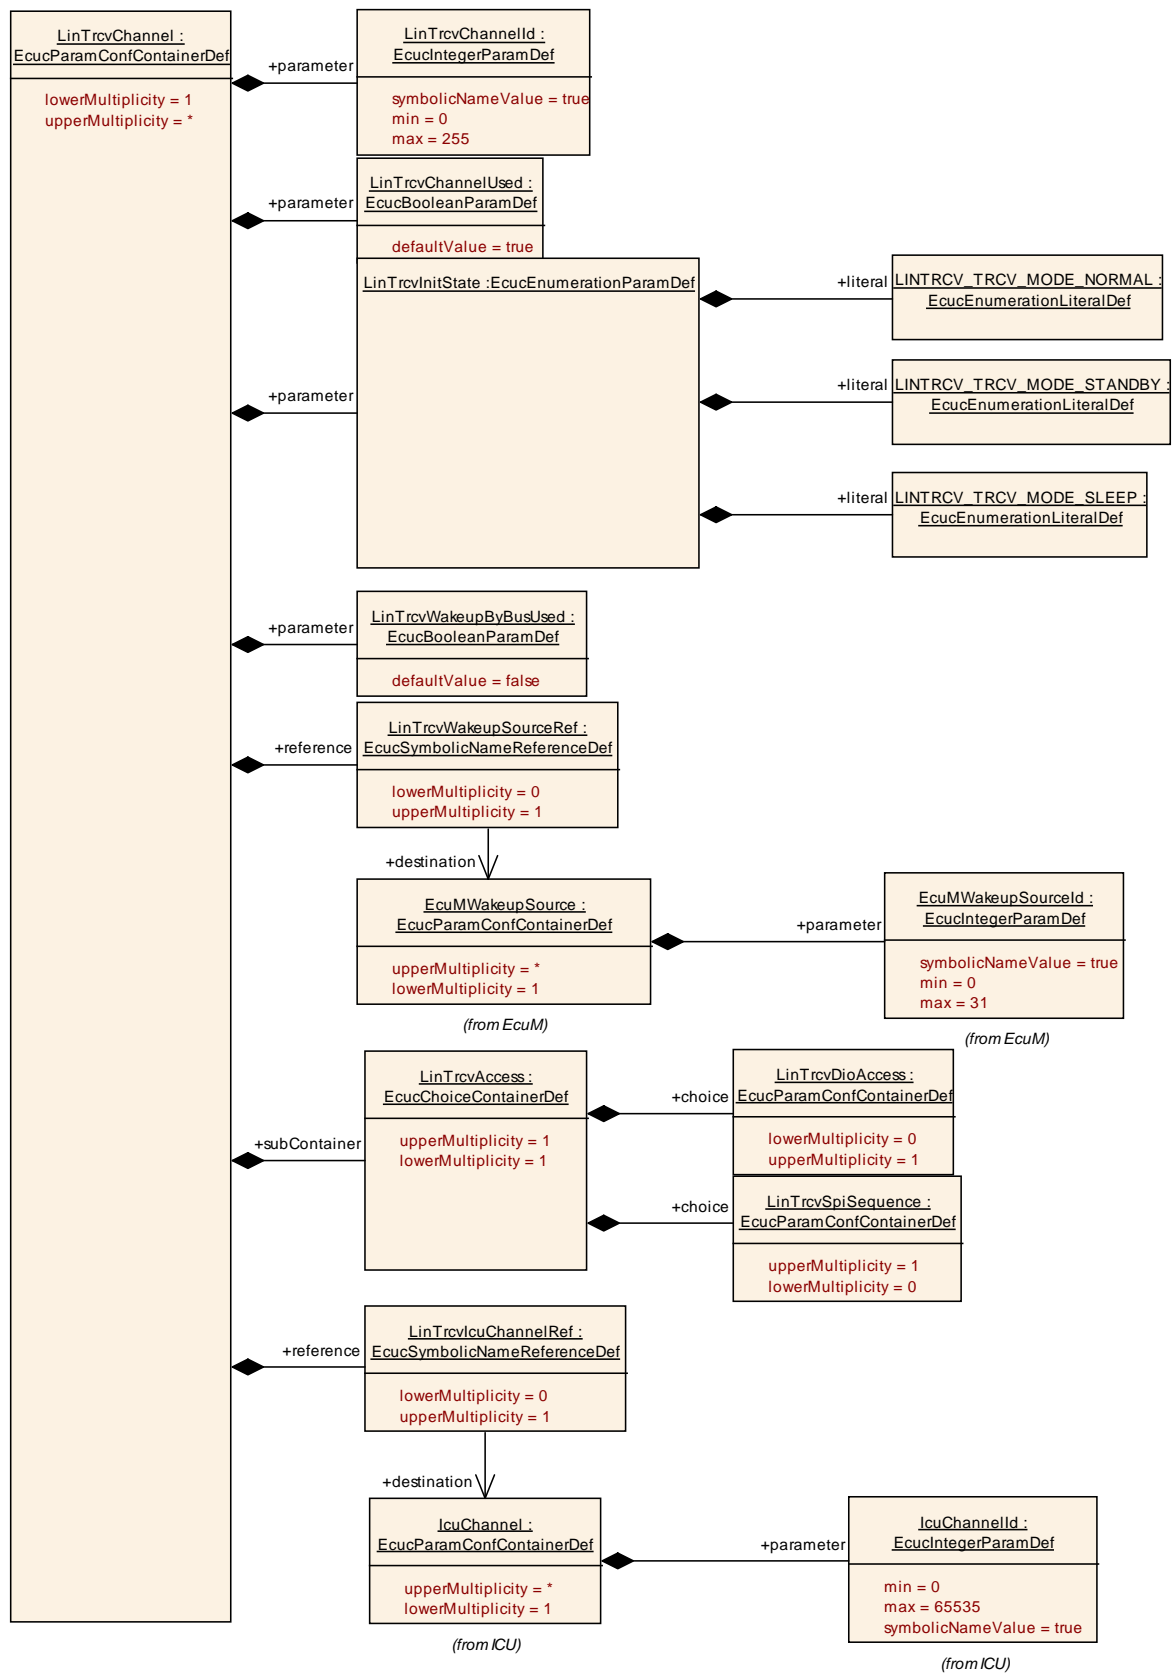 LinTrcvChannel :
EcucParamConfContainerDef
lowerMultiplicity = 1
upperMultiplicity = *
+parameter
LinTrcvChannelId :
EcucIntegerParamDef
symbolicNameValue = true
min = 0
max = 255
+parameter
LinTrcvChannelUsed :
EcucBooleanParamDef
defaultValue = true
+parameter
LinTrcvInitState :EcucEnumerationParamDef
+literal
LINTRCV_TRCV_MODE_NORMAL :
EcucEnumerationLiteralDef
+literal
LINTRCV_TRCV_MODE_STANDBY :
EcucEnumerationLiteralDef
+literal
LINTRCV_TRCV_MODE_SLEEP :
EcucEnumerationLiteralDef
+parameter
LinTrcvWakeupByBusUsed :
EcucBooleanParamDef
defaultValue = false
+reference
LinTrcvWakeupSourceRef :
EcucSymbolicNameReferenceDef
lowerMultiplicity = 0
upperMultiplicity = 1
+destination
EcuMWakeupSource :
EcucParamConfContainerDef
upperMultiplicity = *
lowerMultiplicity = 1
(from EcuM)
+parameter
EcuMWakeupSourceId :
EcucIntegerParamDef
symbolicNameValue = true
min = 0
max = 31
(from EcuM)
+subContainer
LinTrcvAccess :
EcucChoiceContainerDef
upperMultiplicity = 1
lowerMultiplicity = 1
+choice
LinTrcvDioAccess :
EcucParamConfContainerDef
lowerMultiplicity = 0
upperMultiplicity = 1
+choice
LinTrcvSpiSequence :
EcucParamConfContainerDef
upperMultiplicity = 1
lowerMultiplicity = 0
+reference
LinTrcvIcuChannelRef :
EcucSymbolicNameReferenceDef
lowerMultiplicity = 0
upperMultiplicity = 1
+destination
IcuChannel :
EcucParamConfContainerDef
upperMultiplicity = *
lowerMultiplicity = 1
(from ICU)
+parameter
IcuChannelId :
EcucIntegerParamDef
min = 0
max = 65535
symbolicNameValue = true
(from ICU)